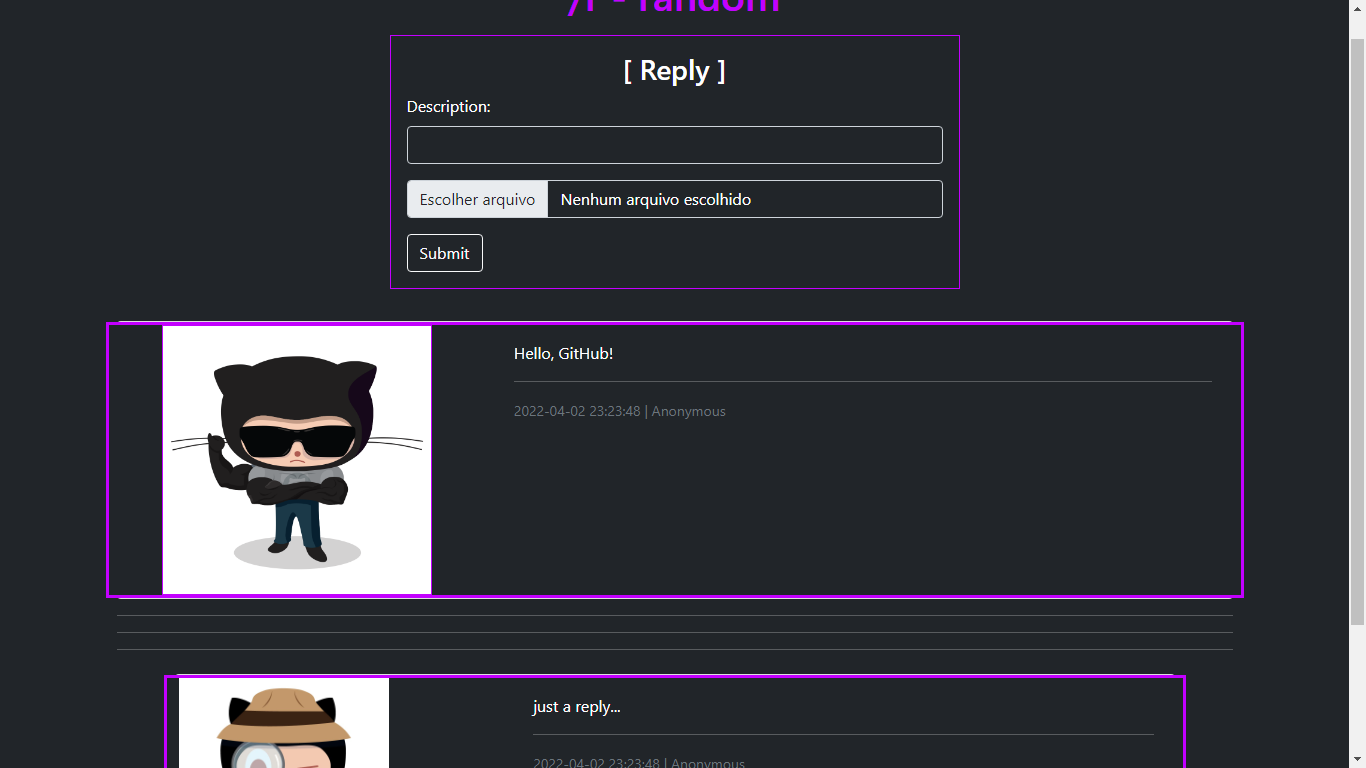 /r - random
[ Reply ]
Description:
Escolher arquivo Nenhum arquivo escolhido
Submit
Hello, GitHub!
2022-04-02 23:23:48 | Anonymous
just a reply...
2022-04-02 23:23:48 | Anonymous